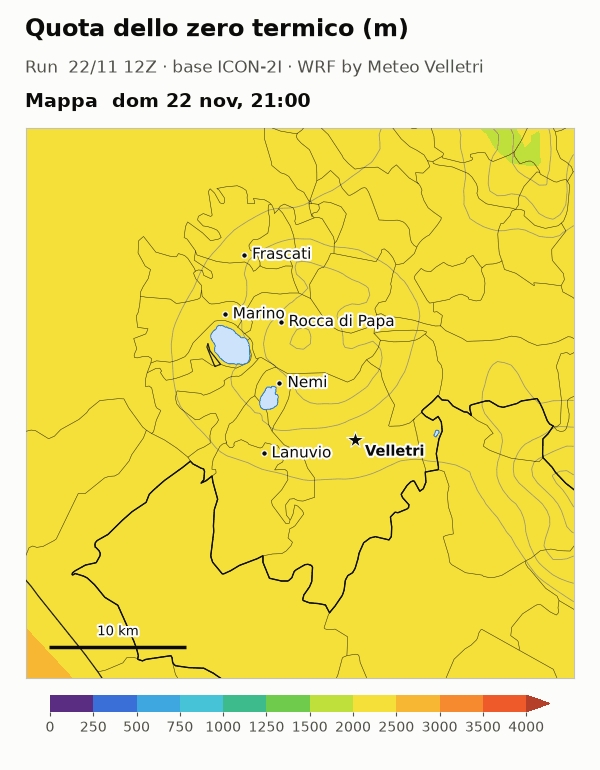 Quota dello zero termico (m)
Run  22/11 12Z · base ICON-2I · WRF by Meteo Velletri
Mappa  dom 22 nov, 21:00
Frascati
Marino
Rocca di Papa
Nemi
Velletri
Lanuvio
10 km
0 250 500 750 1000 1250 1500 2000 2500 3000 3500 4000